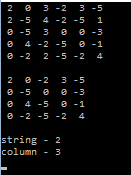 2 0 3 -2 3 -5
2 -5 4 -2 -5 1
0 -5 3 0 0 -3
0 4 -2 -5 0 -1
0 -2 2 -5 -2 4
2 0 -2 3 -5
0 -5 0 0 -3
0 4 -5 0 -1
0 -2 -5 -2 4
string - 2
column - 3